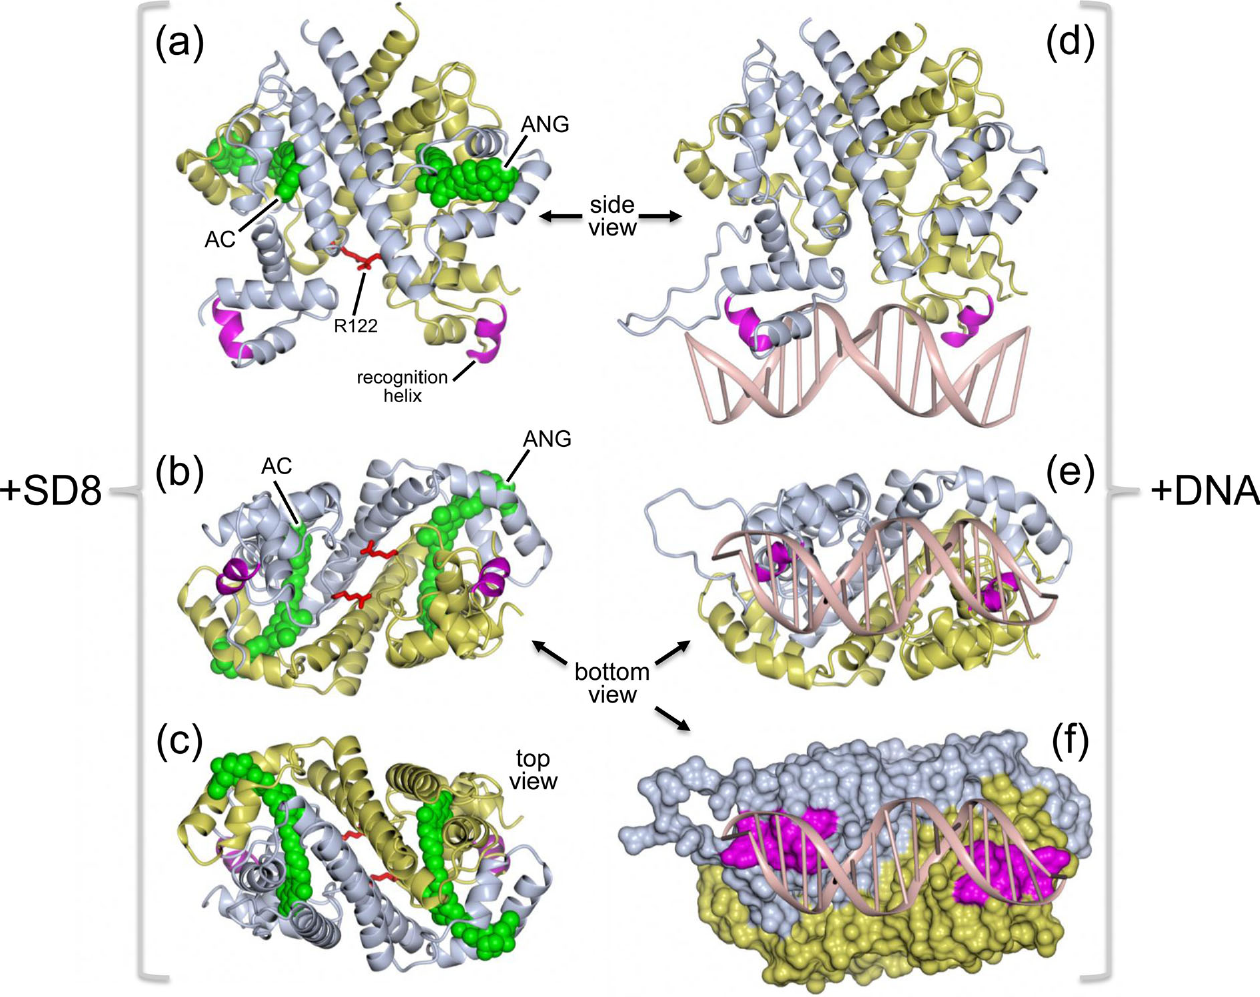 (a)
(d)
ANG
side
view
AC
R122
recognition
helix
+SD8
+DNA
(b)
AC
ANG
(e)
bottom
view
(c)
top
view
(f)